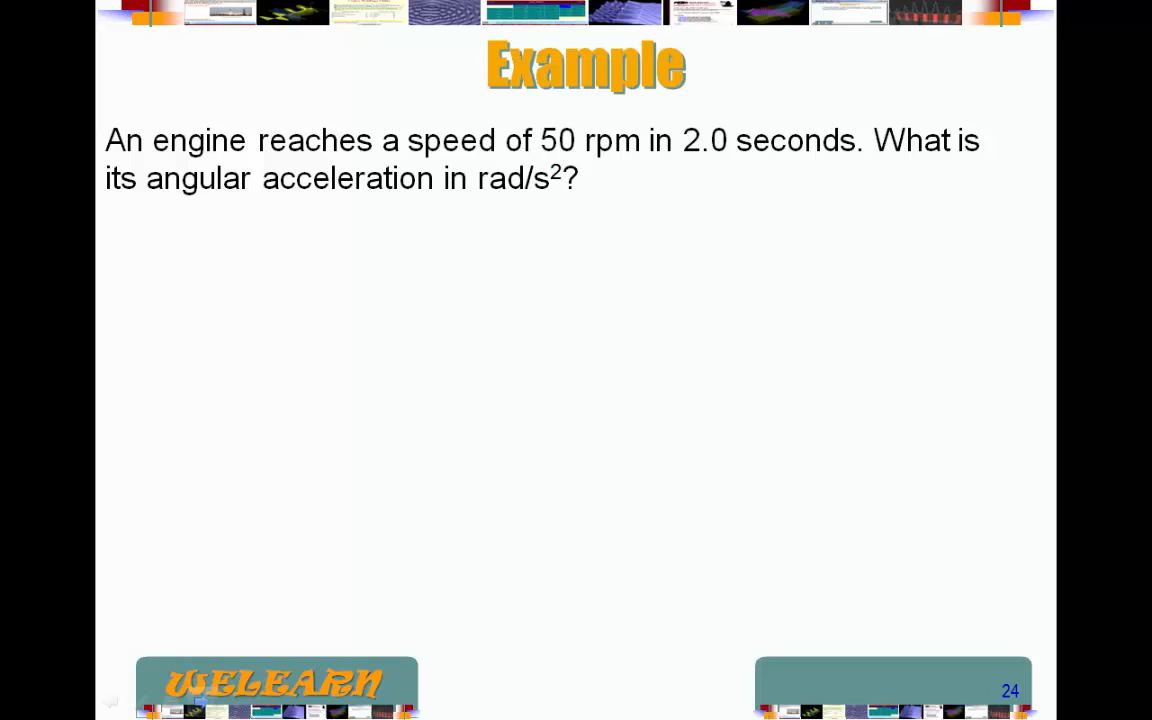 Example
An engine reaches a speed of 50 rpm in 2.0 seconds. What is
its angular acceleration in rad/s²?
WELEARN
24